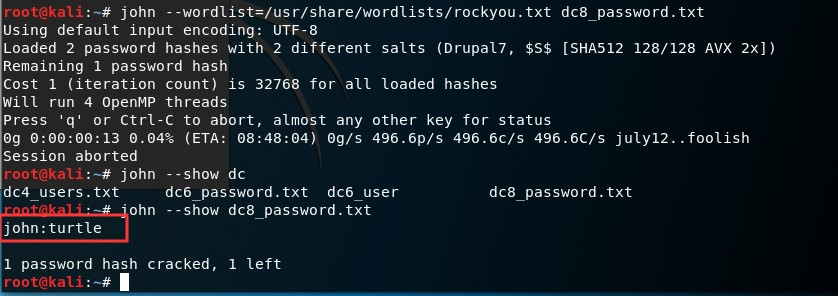 root@kali:~# john --wordlist=/usr/share/wordlists/rockyou.txt dc8_password.txt
Using default input encoding: UTF-8
Loaded 2 password hashes with 2 different salts (Drupal7, $S$ [SHA512 128/128 AVX 2x])
Remaining 1 password hash
Cost 1 (iteration count) is 32768 for all loaded hashes
Will run 4 OpenMP threads
Press 'q' or Ctrl-C to abort, almost any other key for status
0g 0:00:00:13 0.04% (ETA: 08:48:04) 0g/s 496.6p/s 496.6c/s 496.6C/s july12..foolish
Session aborted
root@kali:~# john --show dc
dc4_users.txt dc6_password.txt dc6_user dc8_password.txt
root@kali:~# john --show dc8_password.txt
john:turtle
1 password hash cracked, 1 left
root@kali:~#